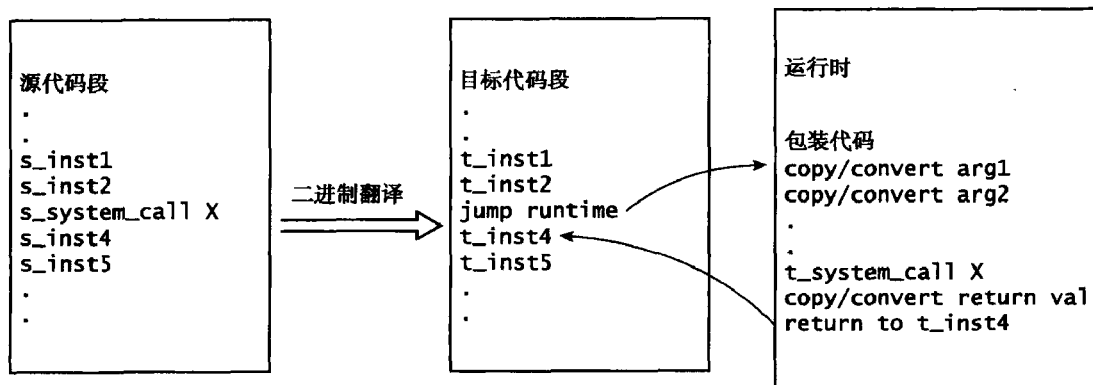 源代码段
.
.
s_inst1
s_inst2
s_system_call X
s_inst4
s_inst5
.
.
二进制翻译
目标代码段
.
.
t_inst1
t_inst2
jump runtime
t_inst4
t_inst5
.
.
运行时
包装代码
copy/convert arg1
copy/convert arg2
.
.
t_system_call X
copy/convert return val
return to t_inst4